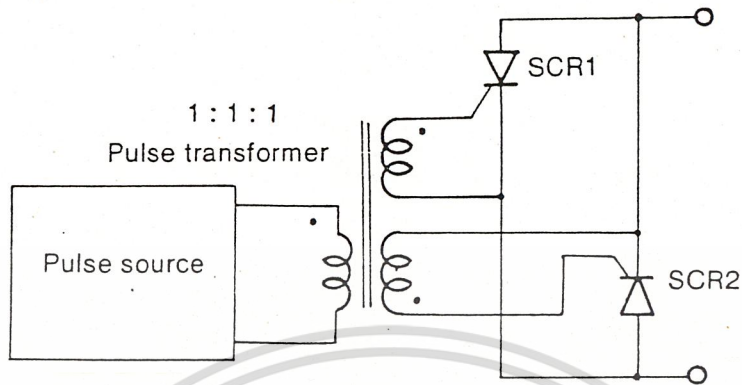 SCR1
1 : 1 : 1
Pulse transformer
Pulse source
SCR2